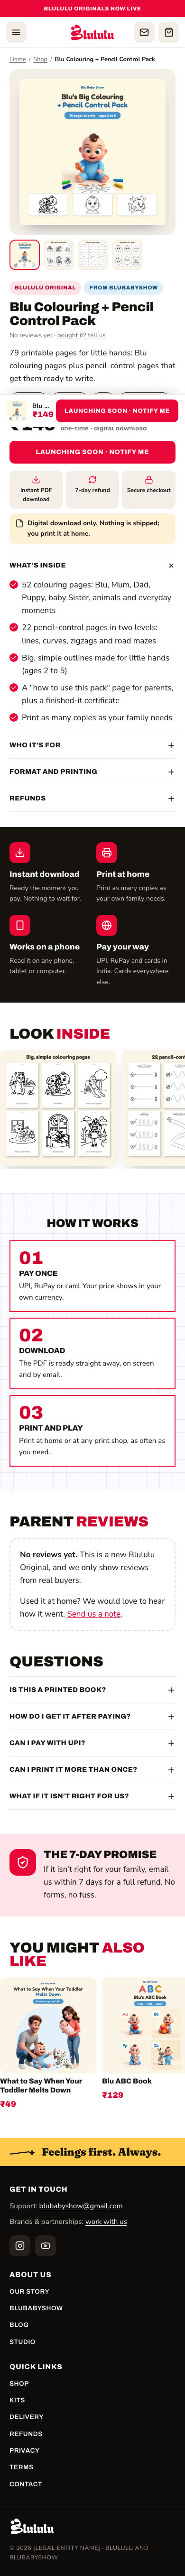 BLULULU ORIGINALS NOW LIVE
Blululu
Home / Shop / Blu Colouring + Pencil Control Pack
Blu's Big Colouring
+ Pencil Control Pack
BLULULU ORIGINAL
FROM BLUBABYSHOW
Blu Colouring + Pencil
Control Pack
No reviews yet · bought it? tell us
79 printable pages for little hands: Blu
colouring pages plus pencil-control pages
that get them ready to write.
Blu ...
₹149
LAUNCHING SOON · NOTIFY ME
one-time · digital download
LAUNCHING SOON · NOTIFY ME
Instant PDF
download
7-day refund
Secure checkout
Digital download only. Nothing is shipped;
you print it at home.
WHAT'S INSIDE
52 colouring pages: Blu, Mum, Dad,
Puppy, baby Sister, animals and everyday
moments
22 pencil-control pages in two levels:
lines, curves, zigzags and road mazes
Big, simple outlines made for little hands
(ages 2 to 5)
A "how to use this pack" page for parents,
plus a finished-it certificate
Print as many copies as your family needs
WHO IT'S FOR
FORMAT AND PRINTING
REFUNDS
Instant download
Ready the moment you
pay. Nothing to wait for.
Print at home
Print as many copies as
your own family needs.
Works on a phone
Read it on any phone,
tablet or computer.
Pay your way
UPI, RuPay and cards in
India. Cards everywhere
else.
LOOK INSIDE
Big, simple colouring pages
22 pencil-cont
HOW IT WORKS
01
PAY ONCE
UPI, RuPay or card. Your price shows in your
own currency.
02
DOWNLOAD
The PDF is ready straight away, on screen
and by email.
03
PRINT AND PLAY
Print at home or at any print shop, as often as
you need.
PARENT REVIEWS
No reviews yet. This is a new Blululu
Original, and we only show reviews
from real buyers.
Used it at home? We would love to hear
how it went. Send us a note.
QUESTIONS
IS THIS A PRINTED BOOK?
HOW DO I GET IT AFTER PAYING?
CAN I PAY WITH UPI?
CAN I PRINT IT MORE THAN ONCE?
WHAT IF IT ISN'T RIGHT FOR US?
THE 7-DAY PROMISE
If it isn't right for your family, email
us within 7 days for a full refund. No
forms, no fuss.
YOU MIGHT ALSO
LIKE
What to Say When Your Toddler
Melts Down
Blu's ABC Book
What to Say When Your
Toddler Melts Down
₹49
Blu ABC Book
₹129
Feelings first. Always.
GET IN TOUCH
Support: blubabyshow@gmail.com
Brands & partnerships: work with us
ABOUT US
OUR STORY
BLUBABYSHOW
BLOG
STUDIO
QUICK LINKS
SHOP
KITS
DELIVERY
REFUNDS
PRIVACY
TERMS
CONTACT
Blululu
© 2026 [LEGAL ENTITY NAME] · BLULULU AND
BLUBABYSHOW